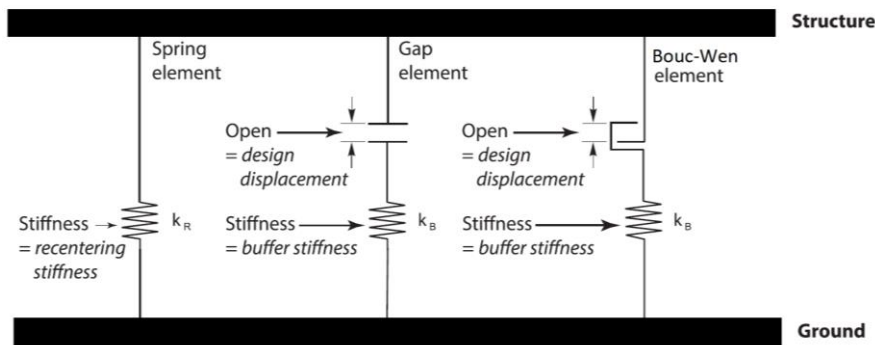 Structure
Spring
element
Gap
element
Bouc-Wen
element
Open
= design
displacement
Open
= design
displacement
Stiffness
= recentering
stiffness
k R
Stiffness
= buffer stiffness
k B
Stiffness
= buffer stiffness
k B
Ground